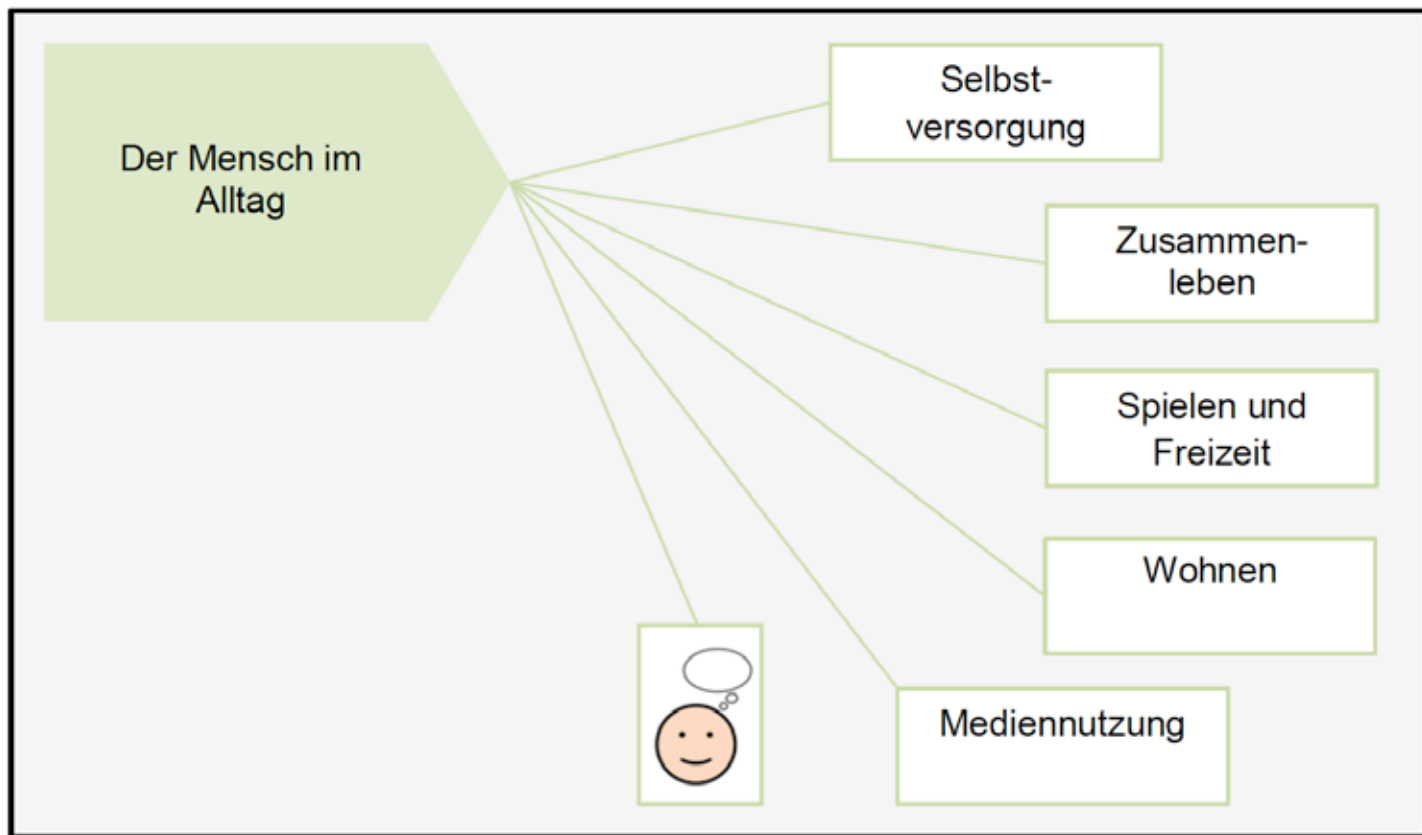 Der Mensch im
Alltag
Selbst-
versorgung
Zusammen-
leben
Spielen und
Freizeit
Wohnen
Mediennutzung